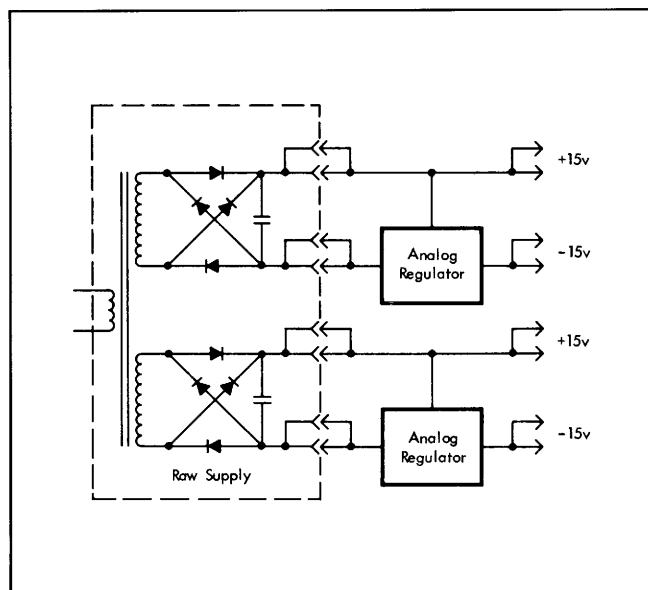 +15v
-15v
Analog
Regulator
+15v
-15v
Analog
Regulator
Raw Supply